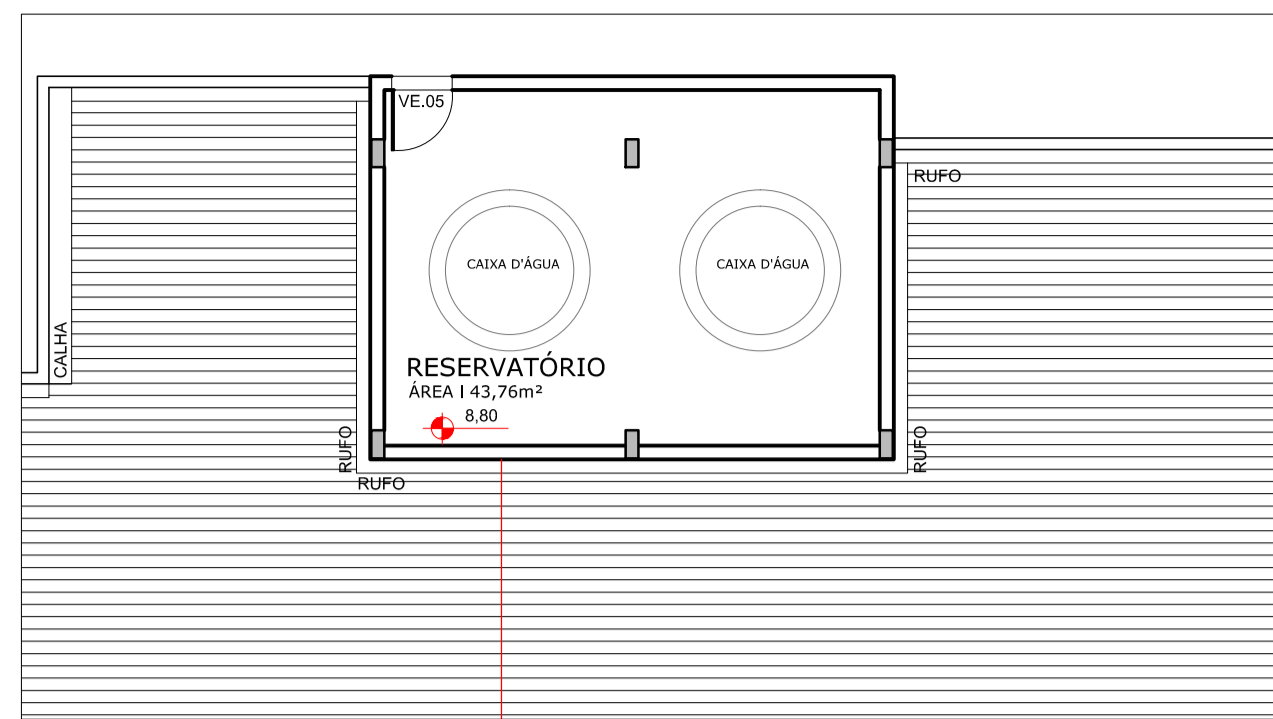 VE.05
RUFO
CAIXA D'ÁGUA
CAIXA D'ÁGUA
CALHA
RESERVATÓRIO
ÁREA I 43,76m²
8,80
RUFO
RUFO
RUFO